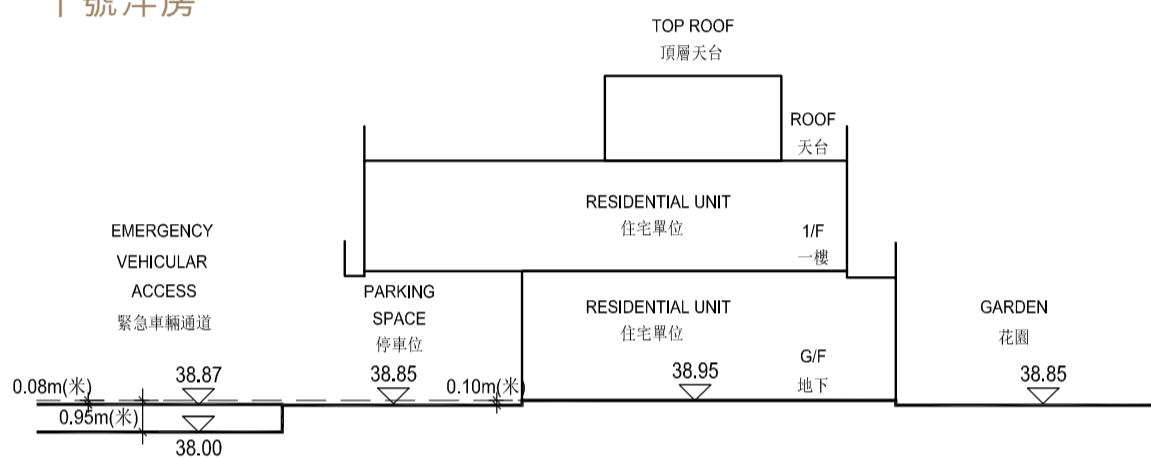 號洋房
TOP ROOF
頂層天台
ROOF
天台
RESIDENTIAL UNIT
住宅單位
1/F
一樓
EMERGENCY
VEHICULAR
ACCESS
緊急車輛通道
PARKING
SPACE
停車位
RESIDENTIAL UNIT
住宅單位
G/F
地下
GARDEN
花園
0.08m(米)
38.87
38.85
0.10m(米)
38.95
38.85
0.95m(米)
38.00